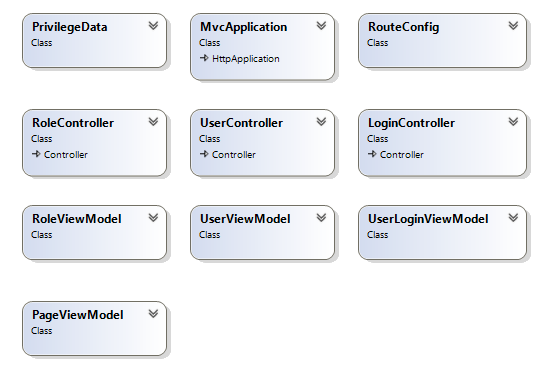 PrivilegeData
Class
MvcApplication
Class
HttpApplication
RouteConfig
Class
RoleController
Class
Controller
UserController
Class
Controller
LoginController
Class
Controller
RoleViewModel
Class
UserViewModel
Class
UserLoginViewModel
Class
PageViewModel
Class